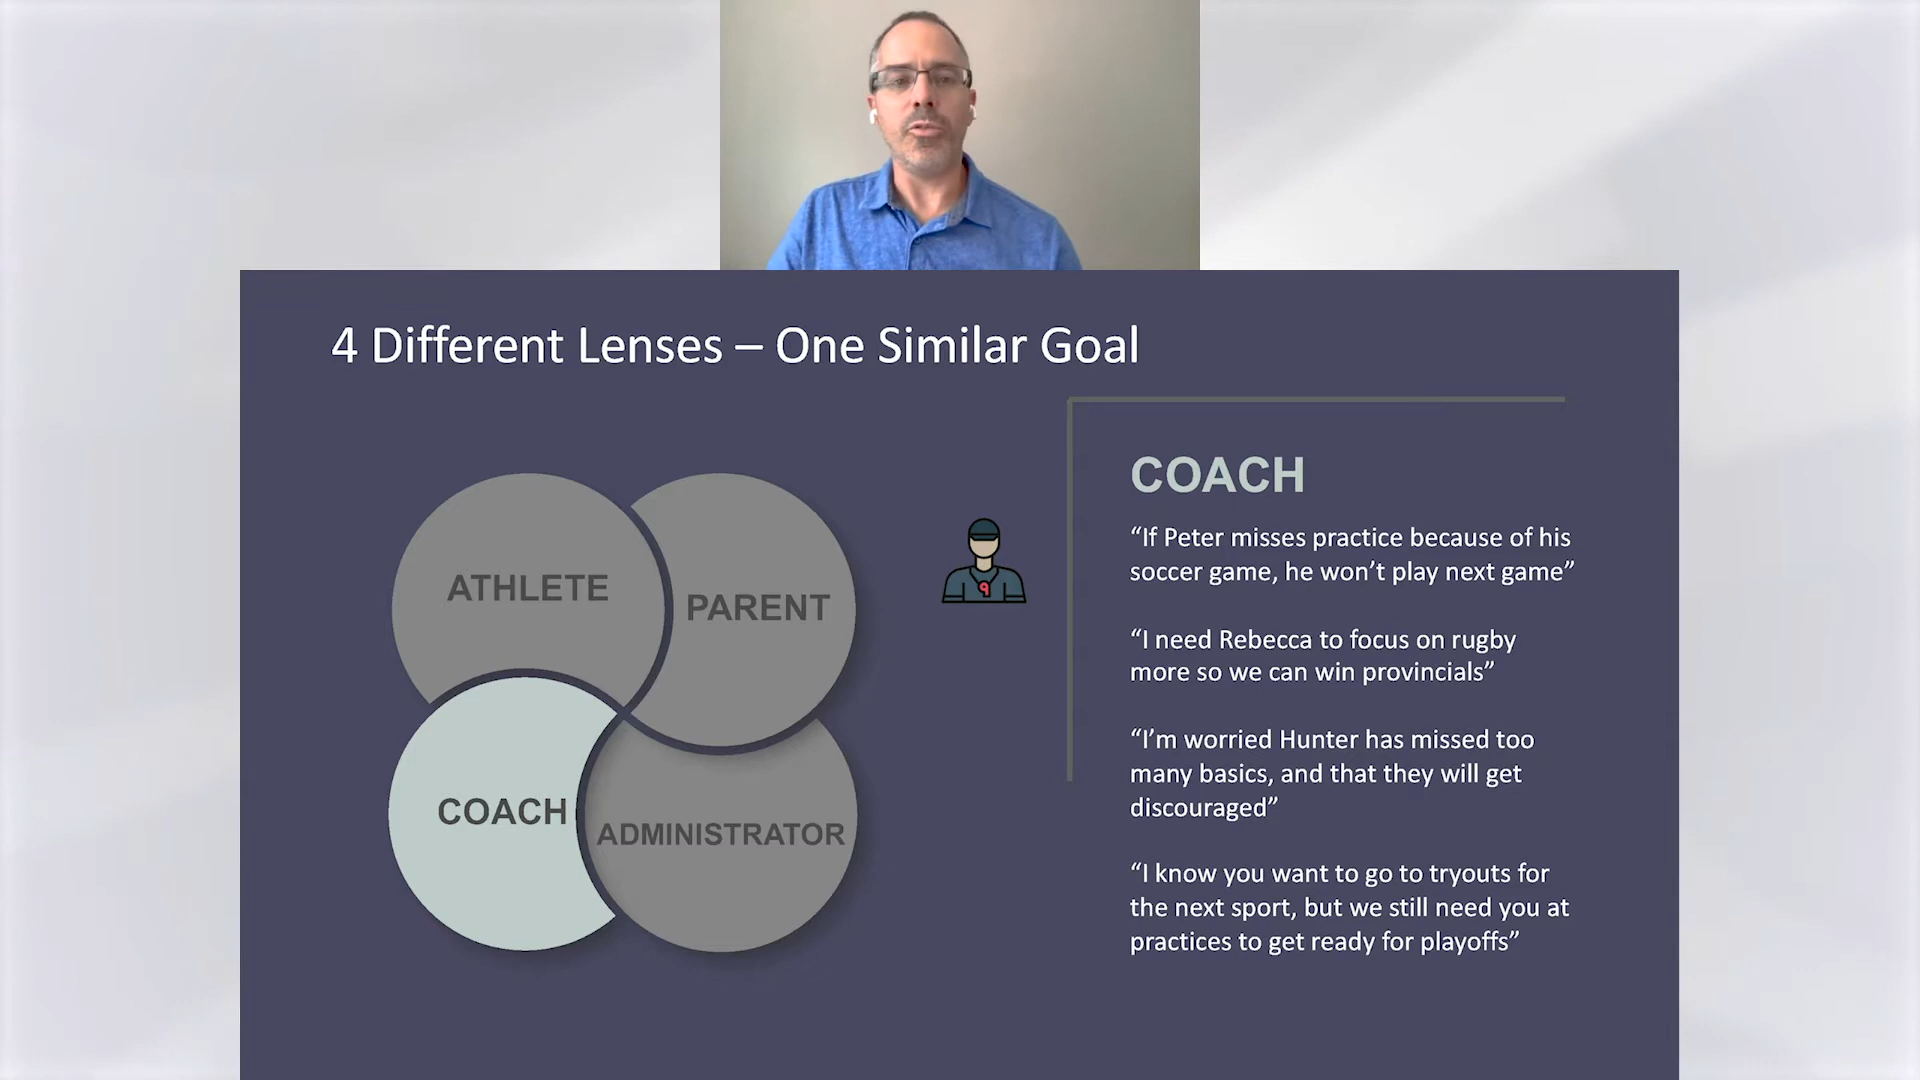 4 Different Lenses – One Similar Goal
ATHLETE
PARENT
COACH
ADMINISTRATOR
COACH
“If Peter misses practice because of his
soccer game, he won’t play next game”
“I need Rebecca to focus on rugby
more so we can win provincials”
“I’m worried Hunter has missed too
many basics, and that they will get
discouraged”
“I know you want to go to tryouts for
the next sport, but we still need you at
practices to get ready for playoffs”